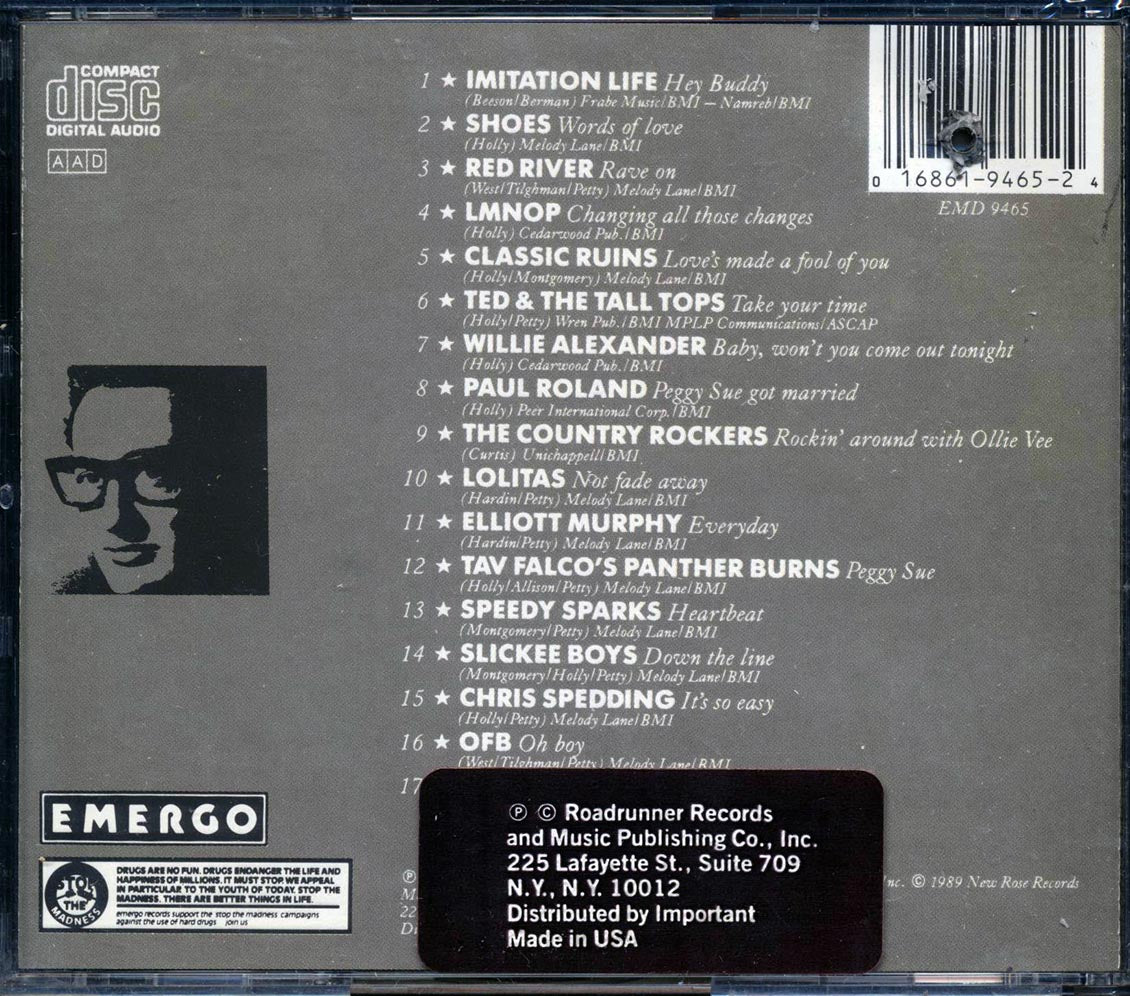 COMPACT
disc
DIGITAL AUDIO
AAD
1 ★ IMITATION LIFE Hey Buddy
(Beeson/Berman) Frabe Music/BMI – Namreb/BMI
2 ★ SHOES Words of love
(Holly) Melody Lane/BMI
3 ★ RED RIVER Rave on
(West/Tilghman/Petty) Melody Lane/BMI
4 ★ LMNOP Changing all those changes
(Holly) Cedarwood Pub./BMI
5 ★ CLASSIC RUINS Love's made a fool of you
(Holly/Montgomery) Melody Lane/BMI
6 ★ TED & THE TALL TOPS Take your time
(Holly/Petty) Wren Pub./BMI MPLP Communications/ASCAP
7 ★ WILLIE ALEXANDER Baby, won't you come out tonight
(Holly) Cedarwood Pub./BMI
8 ★ PAUL ROLAND Peggy Sue got married
(Holly) Peer International Corp./BMI
9 ★ THE COUNTRY ROCKERS Rockin' around with Ollie Vee
(Curtis) Unichappell/BMI
10 ★ LOLITAS Not fade away
(Hardin/Petty) Melody Lane/BMI
11 ★ ELLIOTT MURPHY Everyday
(Hardin/Petty) Melody Lane/BMI
12 ★ TAV FALCO'S PANTHER BURNS Peggy Sue
(Holly/Allison/Petty) Melody Lane/BMI
13 ★ SPEEDY SPARKS Heartbeat
(Montgomery/Petty) Melody Lane/BMI
14 ★ SLICKEE BOYS Down the line
(Montgomery/Holly/Petty) Melody Lane/BMI
15 ★ CHRIS SPEDDING It's so easy
(Holly/Petty) Melody Lane/BMI
16 ★ OFB Oh boy
(West/Tilghman/Petty) Melody Lane/BMI
17
0 16861-9465-2 4
EMD 9465
EMERGO
STOP THE MADNESS
DRUGS ARE NO FUN. DRUGS ENDANGER THE LIFE AND
HAPPINESS OF MILLIONS. IT MUST STOP. WE APPEAL
IN PARTICULAR TO THE YOUTH OF TODAY. STOP THE
MADNESS. THERE ARE BETTER THINGS IN LIFE.
emergo records support the stop the madness campaigns
against the use of hard drugs join us
℗ © Roadrunner Records
and Music Publishing Co., Inc.
225 Lafayette St., Suite 709
N.Y., N.Y. 10012
Distributed by Important
Made in USA
℗
22
Inc. © 1989 New Rose Records